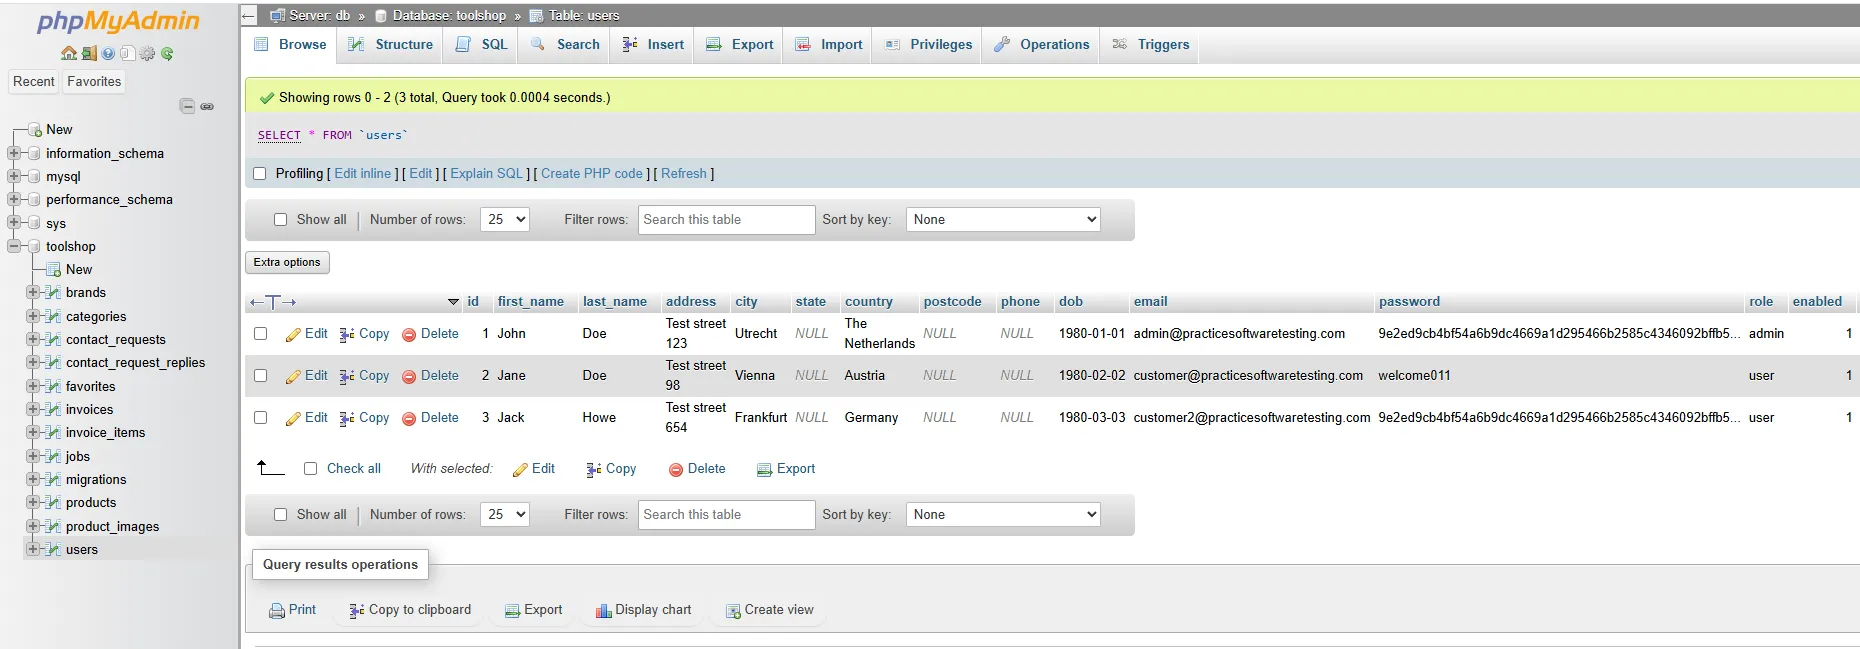 phpMyAdmin
Recent Favorites
New
information_schema
mysql
performance_schema
sys
toolshop
New
brands
categories
contact_requests
contact_request_replies
favorites
invoices
invoice_items
jobs
migrations
products
product_images
users
Server: db » Database: toolshop » Table: users
Browse Structure SQL Search Insert Export Import Privileges Operations Triggers
Showing rows 0 - 2 (3 total, Query took 0.0004 seconds.)
SELECT * FROM `users`
Profiling [ Edit inline ] [ Edit ] [ Explain SQL ] [ Create PHP code ] [ Refresh ]
Show all | Number of rows: 25 Filter rows: Search this table Sort by key: None
Extra options
←T→ id first_name last_name address city state country postcode phone dob email password role enabled
Edit Copy Delete 1 John Doe Test street 123 Utrecht NULL The Netherlands NULL NULL 1980-01-01 admin@practicesoftwaretesting.com 9e2ed9cb4bf54a6b9dc4669a1d295466b2585c4346092bffb5... admin 1
Edit Copy Delete 2 Jane Doe Test street 98 Vienna NULL Austria NULL NULL 1980-02-02 customer@practicesoftwaretesting.com welcome011 user 1
Edit Copy Delete 3 Jack Howe Test street 654 Frankfurt NULL Germany NULL NULL 1980-03-03 customer2@practicesoftwaretesting.com 9e2ed9cb4bf54a6b9dc4669a1d295466b2585c4346092bffb5... user 1
Check all With selected: Edit Copy Delete Export
Show all | Number of rows: 25 Filter rows: Search this table Sort by key: None
Query results operations
Print Copy to clipboard Export Display chart Create view